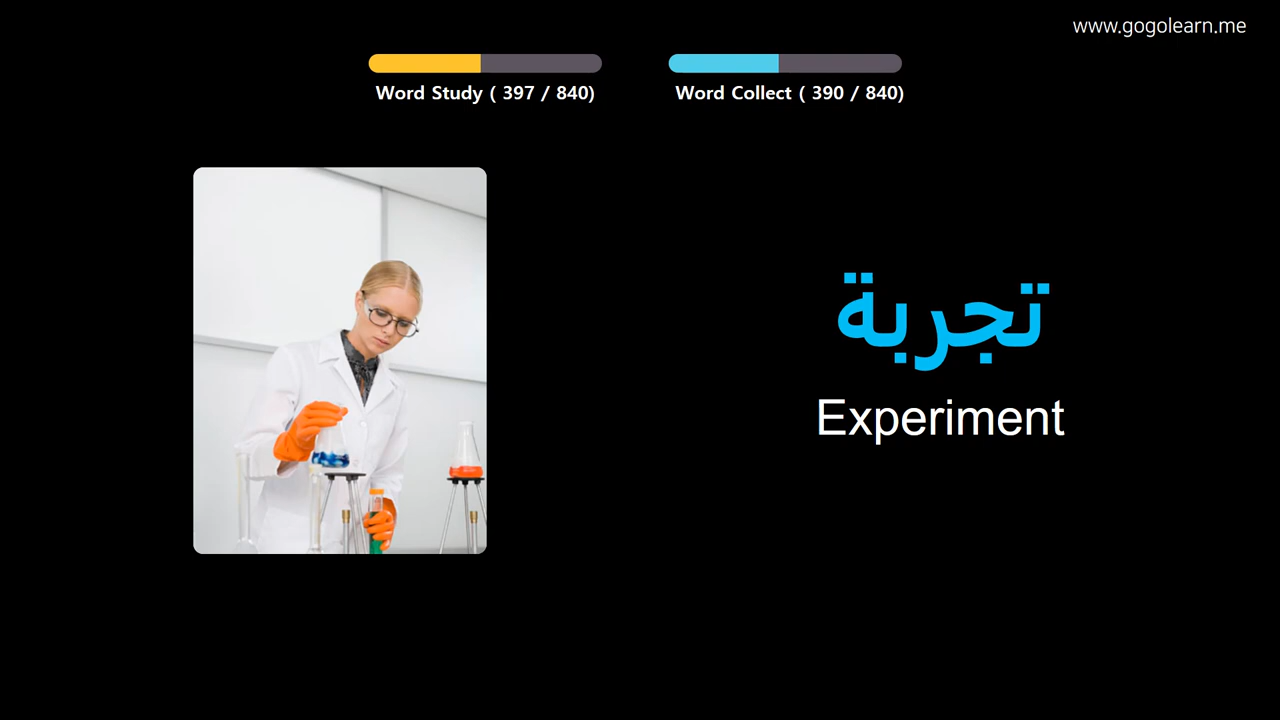 www.gogolearn.me
Word Study ( 397 / 840)
Word Collect ( 390 / 840)
تجربة
Experiment